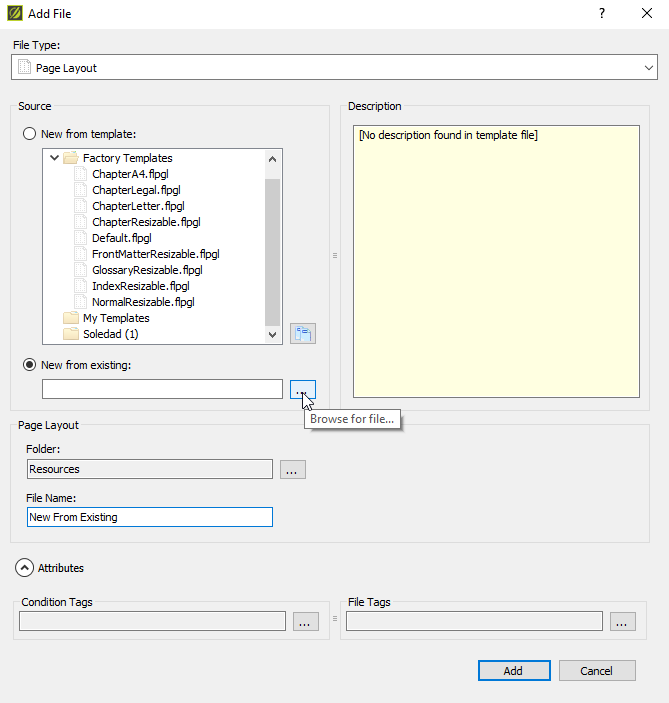 Add File
?
File Type:
Page Layout
Source
New from template:
Factory Templates
ChapterA4.flpgl
ChapterLegal.flpgl
ChapterLetter.flpgl
ChapterResizable.flpgl
Default.flpgl
FrontMatterResizable.flpgl
GlossaryResizable.flpgl
IndexResizable.flpgl
NormalResizable.flpgl
My Templates
Soledad (1)
New from existing:
...
Browse for file...
Description
[No description found in template file]
Page Layout
Folder:
Resources
...
File Name:
New From Existing
Attributes
Condition Tags
...
File Tags
...
Add
Cancel